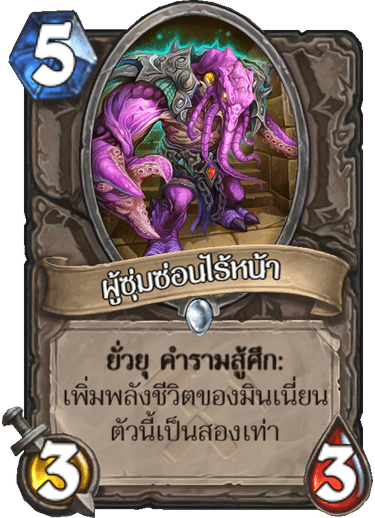 5
ผู้ซุ่มซ่อนไร้หน้า
ยั่วยุ คำรามสู้ศึก:
เพิ่มพลังชีวิตของมินเนี่ยน
ตัวนี้เป็นสองเท่า
3
3